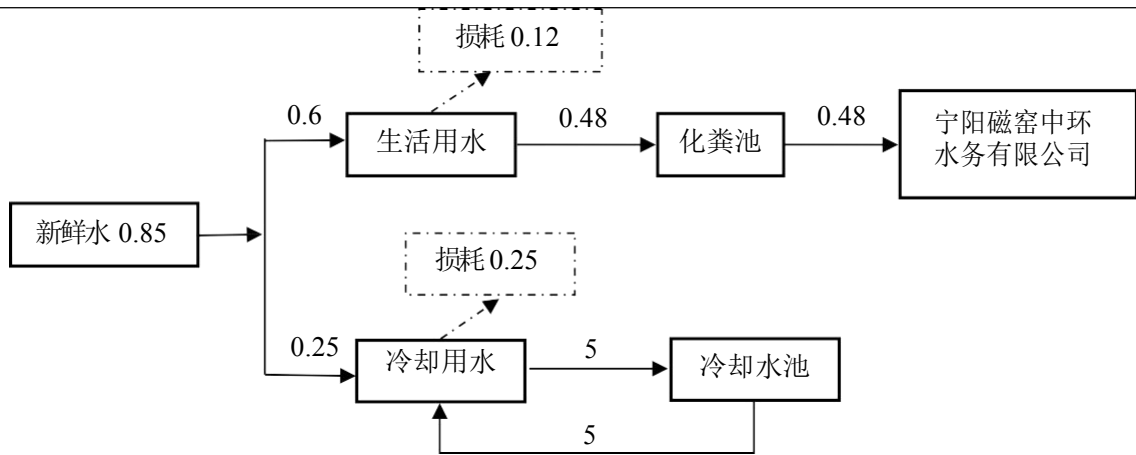 损耗 0.12
0.6
生活用水
0.48
化粪池
0.48
宁阳磁窑中环
水务有限公司
新鲜水 0.85
损耗 0.25
0.25
冷却用水
5
冷却水池
5